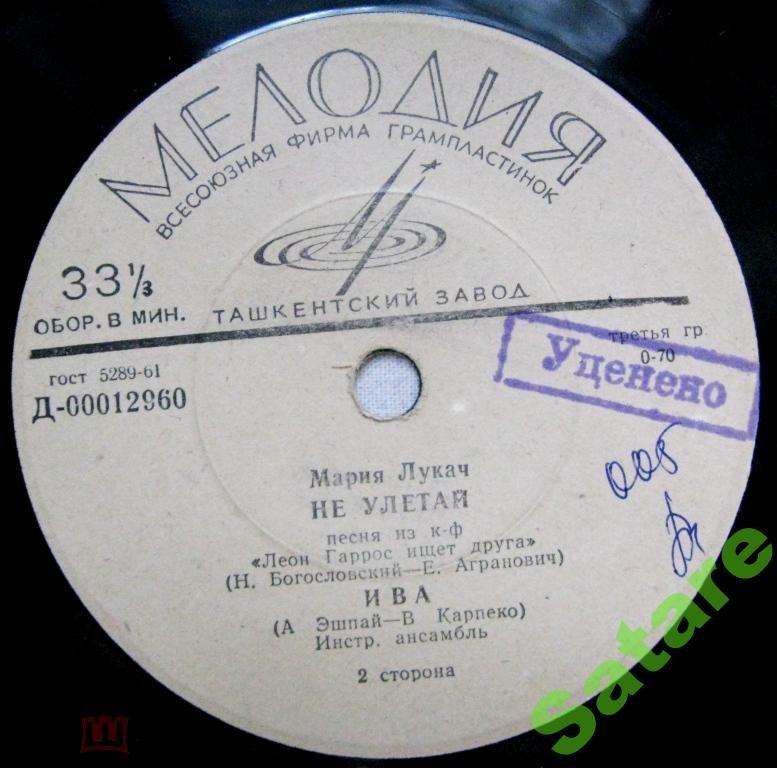 МЕЛОДИЯ
ВСЕСОЮЗНАЯ ФИРМА ГРАМПЛАСТИНОК
33⅓
ОБОР. В МИН.
ТАШКЕНТСКИЙ ЗАВОД
третья гр.
0-70
Уценено
гост 5289-61
Д-00012960
Мария Лукач
НЕ УЛЕТАЙ
песня из к-ф
«Леон Гаррос ищет друга»
(Н. Богословский—Е. Агранович)
ИВА
(А Эшпай—В Карпеко)
Инстр. ансамбль
2 сторона
Satare